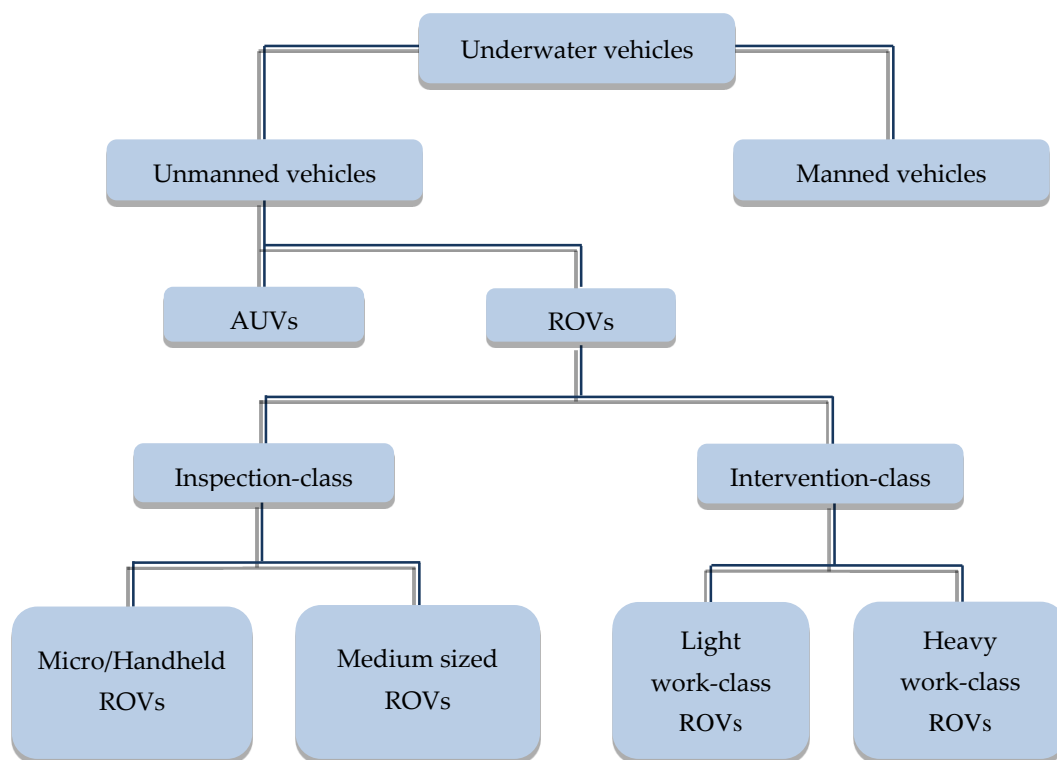 Underwater vehicles
Unmanned vehicles
Manned vehicles
AUVs
ROVs
Inspection-class
Intervention-class
Micro/Handheld
ROVs
Medium sized
ROVs
Light
work-class
ROVs
Heavy
work-class
ROVs